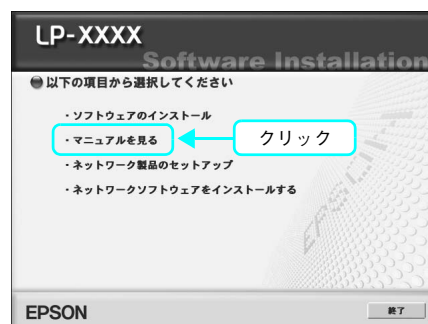 LP-XXXX
Software Installation
以下の項目から選択してください
・ソフトウェアのインストール
・マニュアルを見る
クリック
・ネットワーク製品のセットアップ
・ネットワークソフトウェアをインストールする
EPSON
EPSON
終了